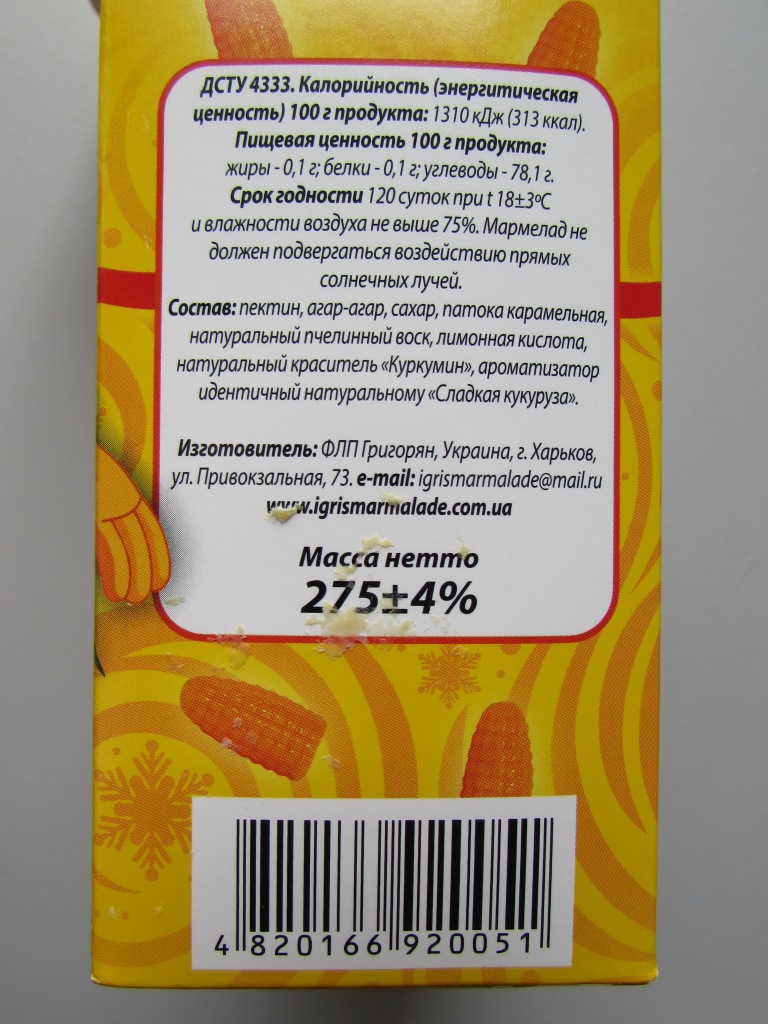 ДСТУ 4333. Калорийность (энергитическая
ценность) 100 г продукта: 1310 кДж (313 ккал).
Пищевая ценность 100 г продукта:
жиры - 0,1 г; белки - 0,1 г; углеводы - 78,1 г.
Срок годности 120 суток при t 18±3ºC
и влажности воздуха не выше 75%. Мармелад не
должен подвергаться воздействию прямых
солнечных лучей.
Состав: пектин, агар-агар, сахар, патока карамельная,
натуральный пчелинный воск, лимонная кислота,
натуральный краситель «Куркумин», ароматизатор
идентичный натуральному «Сладкая кукуруза».
Изготовитель: ФЛП Григорян, Украина, г. Харьков,
ул. Привокзальная, 73. e-mail: igrismarmalade@mail.ru
www.igrismarmalade.com.ua
Масса нетто
275±4%
4 820166 920051